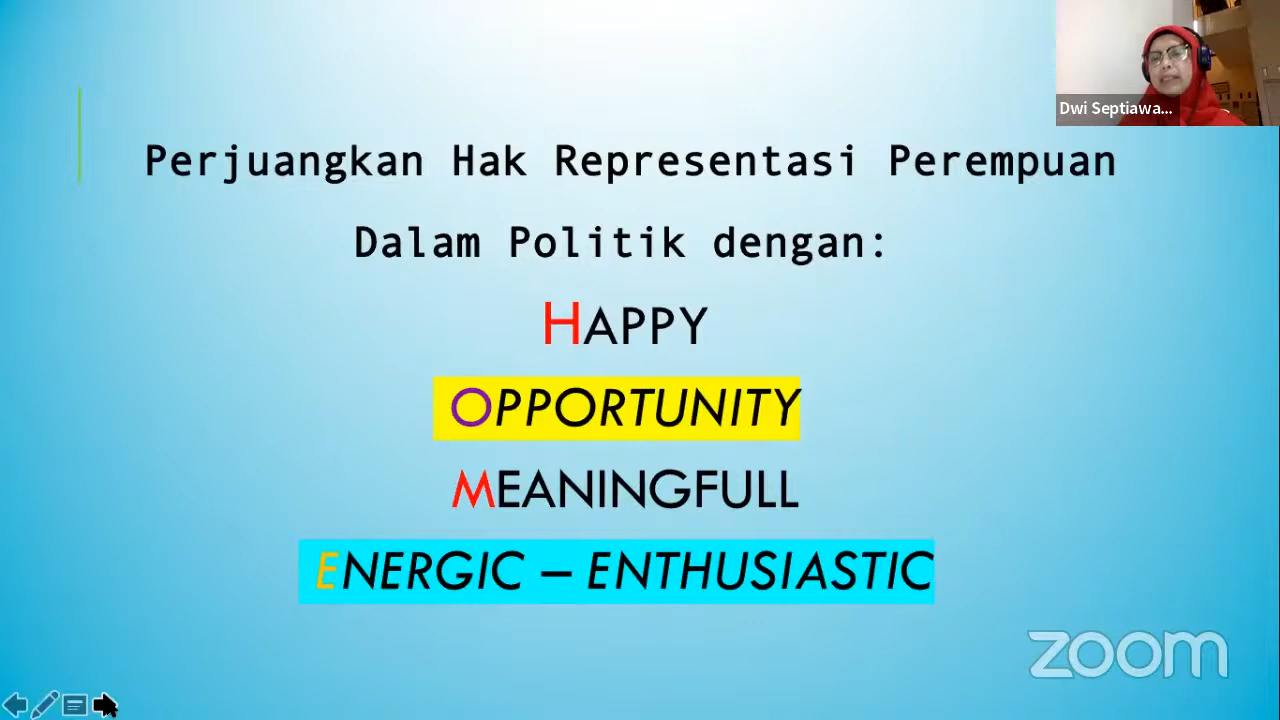 Dwi Septiawa...
Perjuangkan Hak Representasi Perempuan
Dalam Politik dengan:
HAPPY
OPPORTUNITY
MEANINGFULL
ENERGIC – ENTHUSIASTIC
zoom